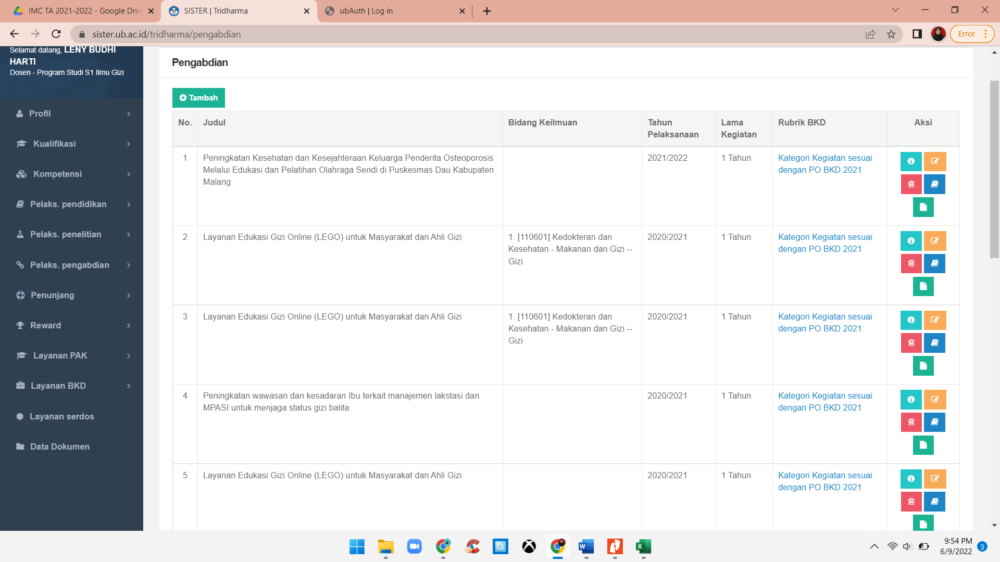 IMC TA 2021-2022 - Google Driv
SISTER | Tridharma
ubAuth | Log in
sister.ub.ac.id/tridharma/pengabdian
Error
Selamat datang, LENY BUDHI
HARTI
Dosen - Program Studi S1 Ilmu Gizi
Profil
Kualifikasi
Kompetensi
Pelaks. pendidikan
Pelaks. penelitian
Pelaks. pengabdian
Penunjang
Reward
Layanan PAK
Layanan BKD
Layanan serdos
Data Dokumen
Pengabdian
Tambah
No. Judul Bidang Keilmuan Tahun Pelaksanaan Lama Kegiatan Rubrik BKD Aksi
1 Peningkatan Kesehatan dan Kesejahteraan Keluarga Penderita Osteoporosis 2021/2022 1 Tahun Kategori Kegiatan sesuai
Melalui Edukasi dan Pelatihan Olahraga Sendi di Puskesmas Dau Kabupaten dengan PO BKD 2021
Malang
2 Layanan Edukasi Gizi Online (LEGO) untuk Masyarakat dan Ahli Gizi 1. [110601] Kedokteran dan 2020/2021 1 Tahun Kategori Kegiatan sesuai
Kesehatan - Makanan dan Gizi -- dengan PO BKD 2021
Gizi
3 Layanan Edukasi Gizi Online (LEGO) untuk Masyarakat dan Ahli Gizi 1. [110601] Kedokteran dan 2020/2021 1 Tahun Kategori Kegiatan sesuai
Kesehatan - Makanan dan Gizi -- dengan PO BKD 2021
Gizi
4 Peningkatan wawasan dan kesadaran Ibu terkait manajemen lakstasi dan 2020/2021 1 Tahun Kategori Kegiatan sesuai
MPASI untuk menjaga status gizi balita dengan PO BKD 2021
5 Layanan Edukasi Gizi Online (LEGO) untuk Masyarakat dan Ahli Gizi 2020/2021 1 Tahun Kategori Kegiatan sesuai
dengan PO BKD 2021
9:54 PM
6/9/2022
3